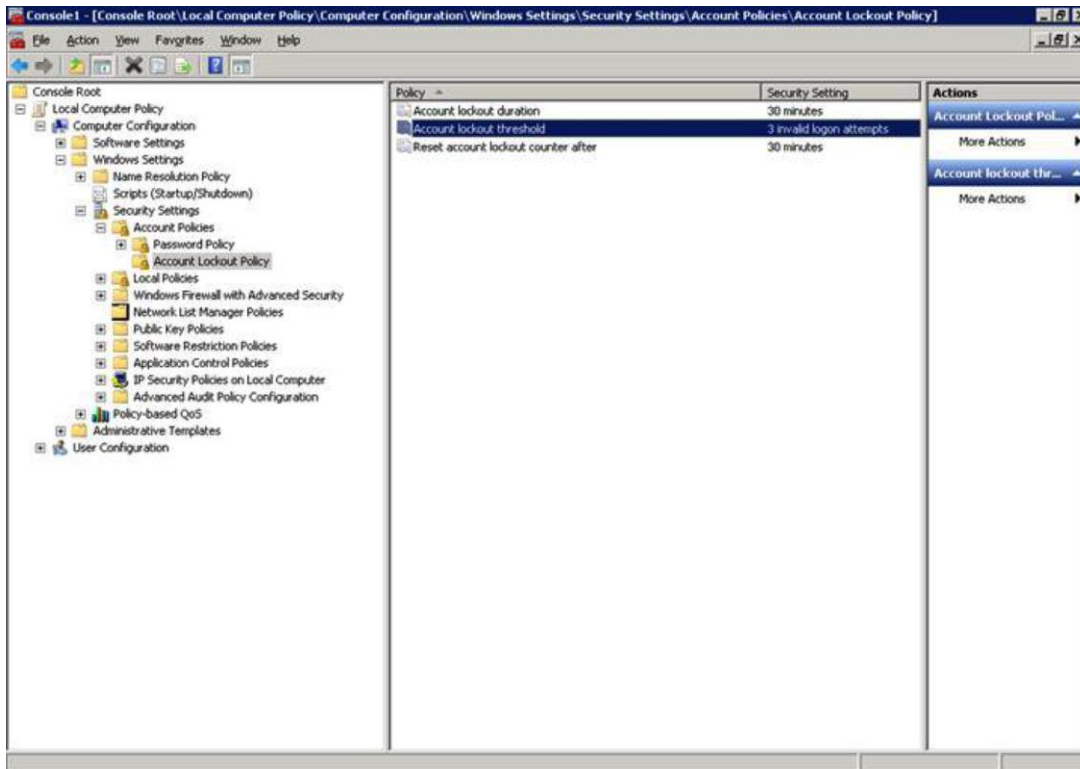 Console1 - [Console Root\Local Computer Policy\Computer Configuration\Windows Settings\Security Settings\Account Policies\Account Lockout Policy]
File Action View Favorites Window Help
Console Root
Local Computer Policy
Computer Configuration
Software Settings
Windows Settings
Name Resolution Policy
Scripts (Startup/Shutdown)
Security Settings
Account Policies
Password Policy
Account Lockout Policy
Local Policies
Windows Firewall with Advanced Security
Network List Manager Policies
Public Key Policies
Software Restriction Policies
Application Control Policies
IP Security Policies on Local Computer
Advanced Audit Policy Configuration
Policy-based QoS
Administrative Templates
User Configuration
Policy Security Setting
Account lockout duration 30 minutes
Account lockout threshold 3 invalid logon attempts
Reset account lockout counter after 30 minutes
Actions
Account Lockout Pol...
More Actions
Account lockout thr...
More Actions